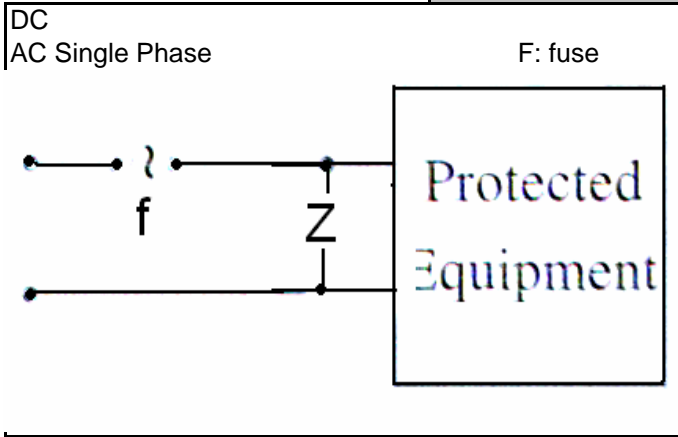 DC
AC Single Phase F: fuse
f
Z
Protected
Equipment